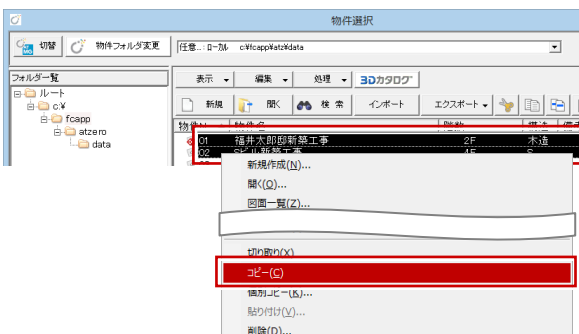 物件選択
切替
物件フォルダ変更
[任意..:ローカル c:¥fcapp¥atz¥data
フォルダ一覧
ルート
c:¥
fcapp
atzero
data
表示
編集
処理
3Dカタログ
新規
開く
検 索
インポート
エクスポート
物件名
階数
構造
01 福井太郎邸新築工事 2F 木造
02 Sビル新築工事 4F S
新規作成(N)...
開く(O)...
図面一覧(Z)...
切り取り(X)
コピー(C)
個別コピー(K)...
貼り付け(V)...
削除(D)...